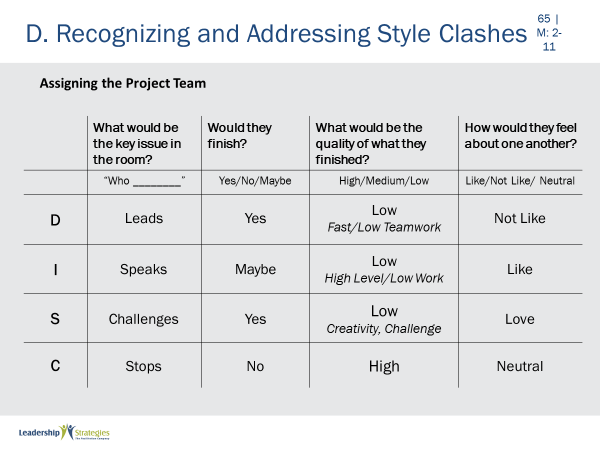 D. Recognizing and Addressing Style Clashes
65 |
M: 2-
11
Assigning the Project Team
What would be
the key issue in
the room?
Would they
finish?
What would be the
quality of what they
finished?
How would they feel
about one another?
“Who ________”
Yes/No/Maybe
High/Medium/Low
Like/Not Like/ Neutral
D
Leads
Yes
Low
Fast/Low Teamwork
Not Like
I
Speaks
Maybe
Low
High Level/Low Work
Like
S
Challenges
Yes
Low
Creativity, Challenge
Love
C
Stops
No
High
Neutral
Leadership Strategies
The Facilitation Company